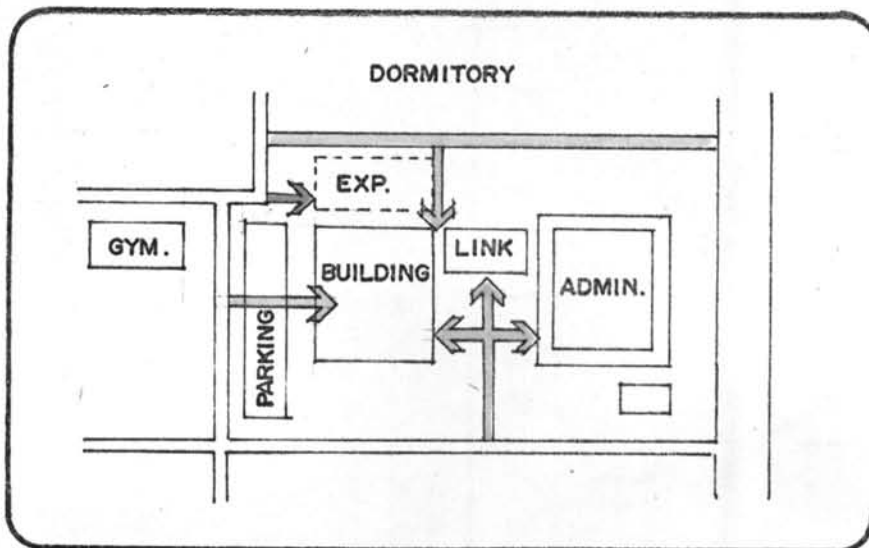 DORMITORY
EXP.
GYM.
BUILDING
LINK
ADMIN.
PARKING